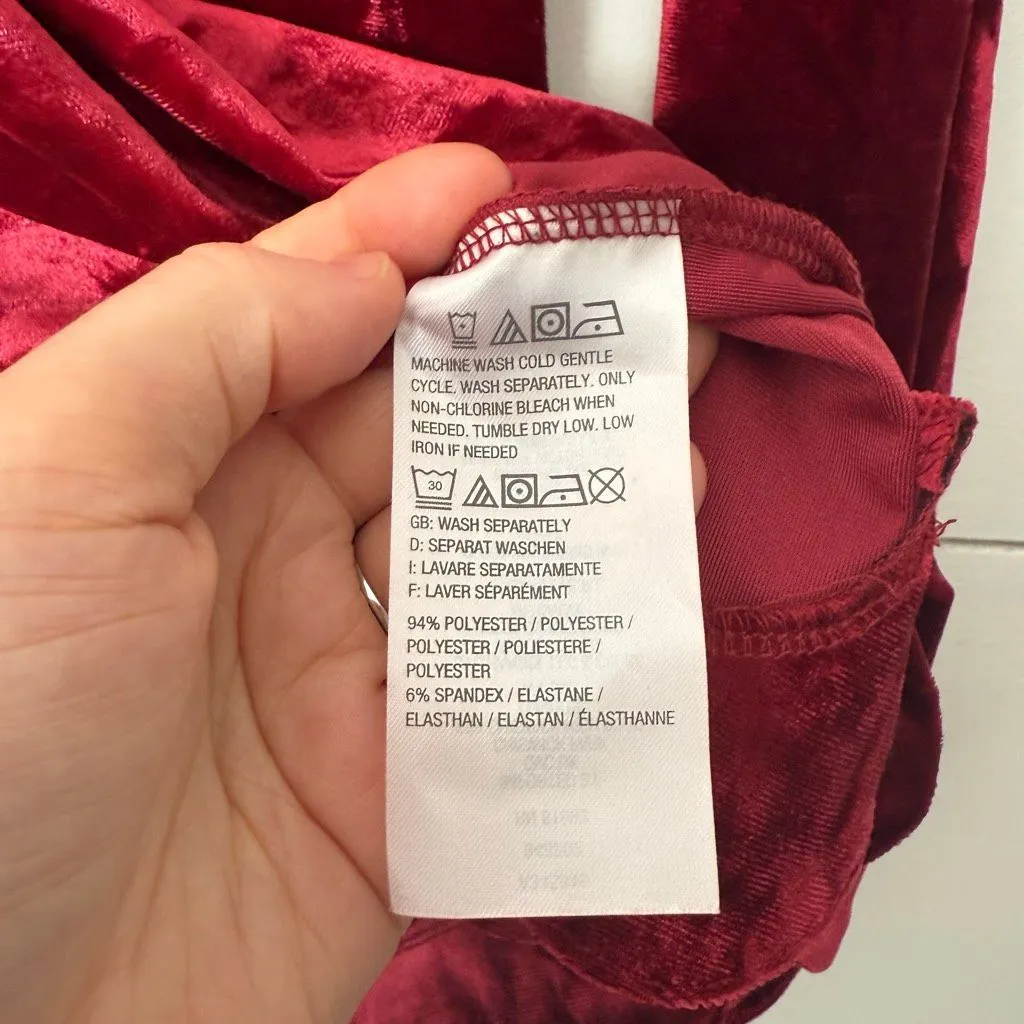 MACHINE WASH COLD GENTLE
CYCLE, WASH SEPARATELY. ONLY
NON-CHLORINE BLEACH WHEN
NEEDED. TUMBLE DRY LOW. LOW
IRON IF NEEDED
30
GB: WASH SEPARATELY
D: SEPARAT WASCHEN
I: LAVARE SEPARATAMENTE
F: LAVER SÉPARÉMENT
94% POLYESTER / POLYESTER /
POLYESTER / POLIESTERE /
POLYESTER
6% SPANDEX / ELASTANE /
ELASTHAN / ELASTAN / ÉLASTHANNE